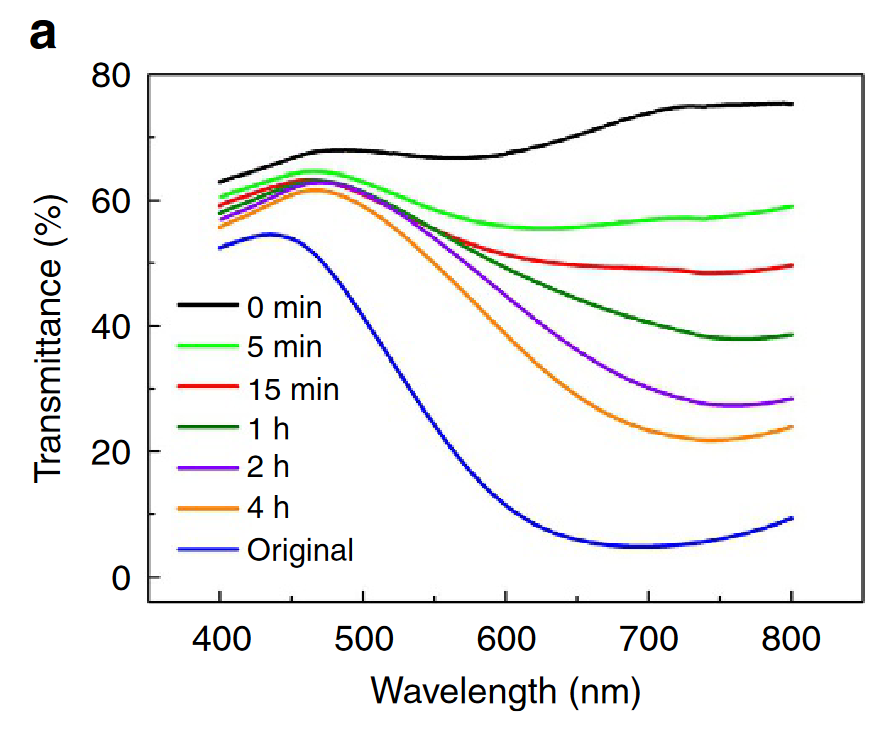 a
Transmittance (%)
80
60
40
20
0
0 min
5 min
15 min
1 h
2 h
4 h
Original
400 500 600 700 800
Wavelength (nm)